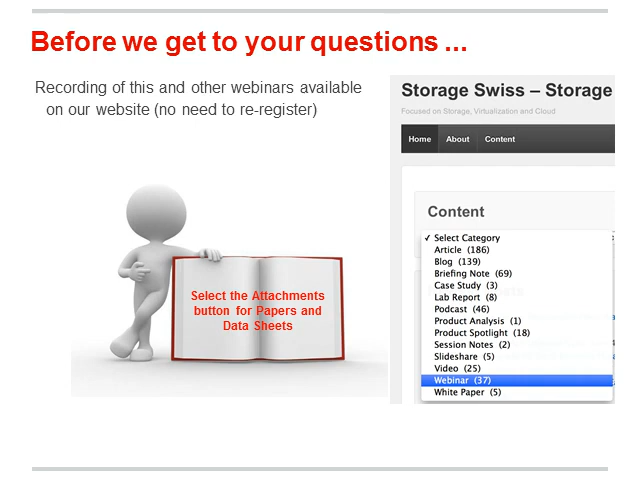 Before we get to your questions ...
Recording of this and other webinars available
on our website (no need to re-register)
Select the Attachments
button for Papers and
Data Sheets
Storage Swiss – Storage
Focused on Storage, Virtualization and Cloud
Home About Content
Content
✓ Select Category
Article (186)
Blog (139)
Briefing Note (69)
Case Study (3)
Lab Report (8)
Podcast (46)
Product Analysis (1)
Product Spotlight (18)
Session Notes (2)
Slideshare (5)
Video (25)
Webinar (37)
White Paper (5)